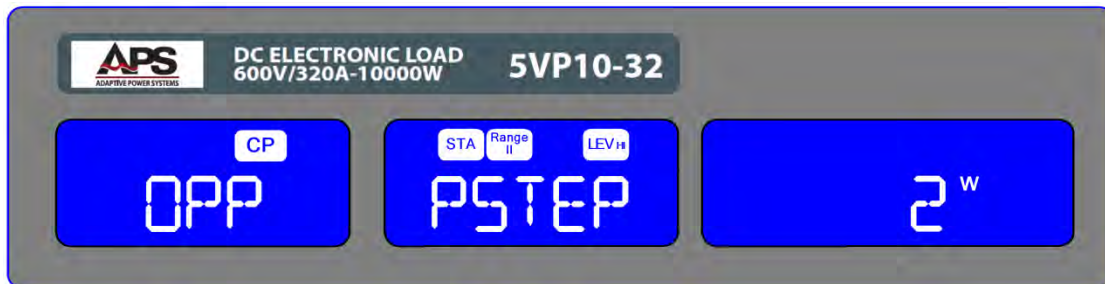 APS
ADAPTIVE POWER SYSTEMS
DC ELECTRONIC LOAD
600V/320A-10000W
5VP10-32
CP
OPP
STA
Range
II
LEV HI
PSTEP
2 W